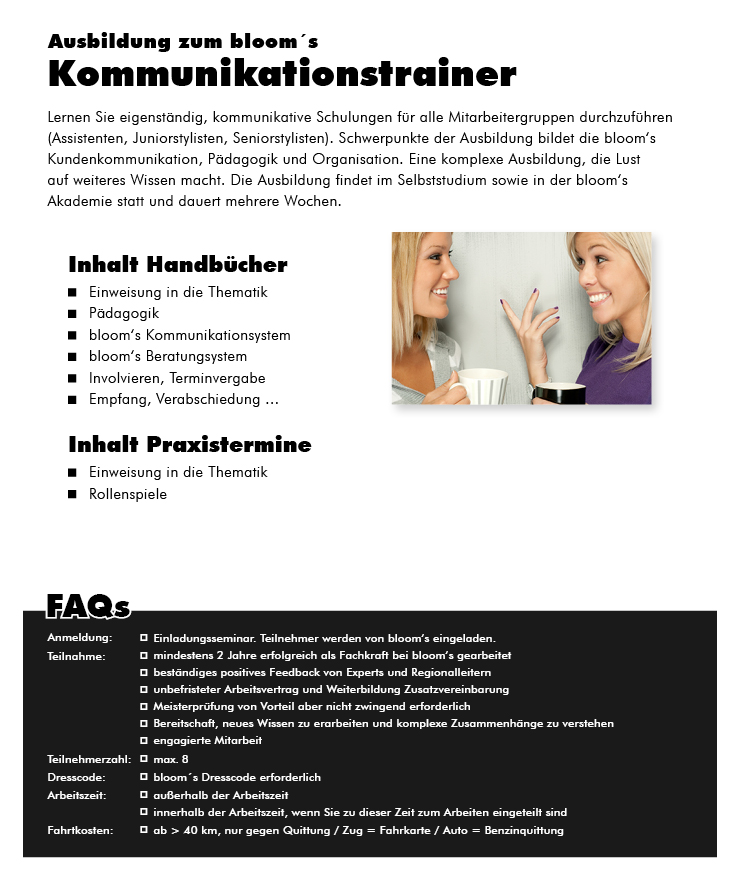 Ausbildung zum bloom´s
Kommunikationstrainer
Lernen Sie eigenständig, kommunikative Schulungen für alle Mitarbeitergruppen durchzuführen
(Assistenten, Juniorstylisten, Seniorstylisten). Schwerpunkte der Ausbildung bildet die bloom‘s
Kundenkommunikation, Pädagogik und Organisation. Eine komplexe Ausbildung, die Lust
auf weiteres Wissen macht. Die Ausbildung findet im Selbststudium sowie in der bloom‘s
Akademie statt und dauert mehrere Wochen.
Inhalt Handbücher
■ Einweisung in die Thematik
■ Pädagogik
■ bloom‘s Kommunikationsystem
■ bloom‘s Beratungsystem
■ Involvieren, Terminvergabe
■ Empfang, Verabschiedung ...
Inhalt Praxistermine
■ Einweisung in die Thematik
■ Rollenspiele
FAQs
Anmeldung: ☐ Einladungsseminar. Teilnehmer werden von bloom‘s eingeladen.
Teilnahme: ☐ mindestens 2 Jahre erfolgreich als Fachkraft bei bloom‘s gearbeitet
☐ beständiges positives Feedback von Experts und Regionalleitern
☐ unbefristeter Arbeitsvertrag und Weiterbildung Zusatzvereinbarung
☐ Meisterprüfung von Vorteil aber nicht zwingend erforderlich
☐ Bereitschaft, neues Wissen zu erarbeiten und komplexe Zusammenhänge zu verstehen
☐ engagierte Mitarbeit
Teilnehmerzahl: ☐ max. 8
Dresscode: ☐ bloom´s Dresscode erforderlich
Arbeitszeit: ☐ außerhalb der Arbeitszeit
☐ innerhalb der Arbeitszeit, wenn Sie zu dieser Zeit zum Arbeiten eingeteilt sind
Fahrtkosten: ☐ ab > 40 km, nur gegen Quittung / Zug = Fahrkarte / Auto = Benzinquittung